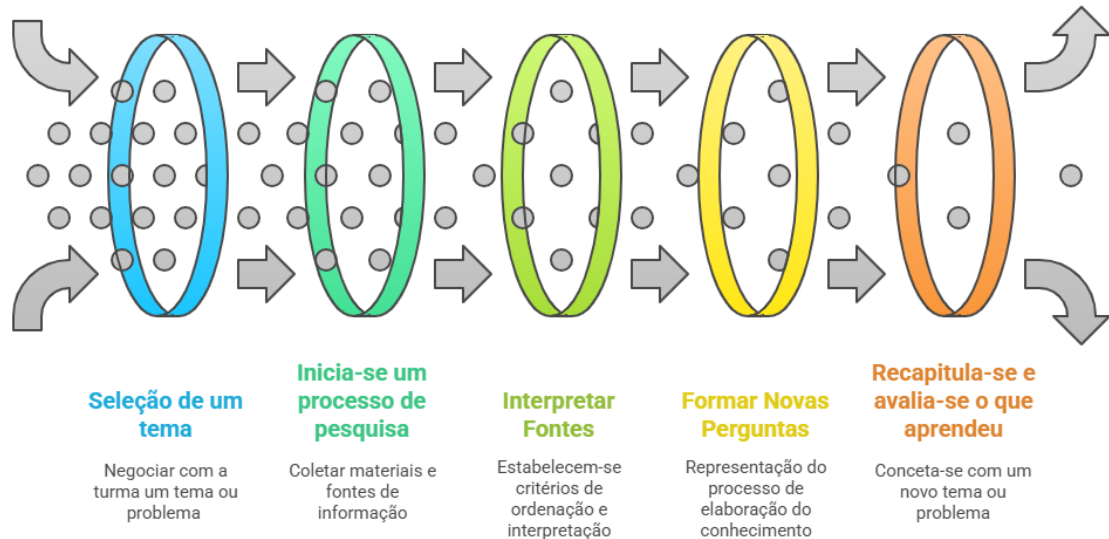 Seleção de um
tema
Negociar com a
turma um tema ou
problema
Inicia-se um
processo de
pesquisa
Coletar materiais e
fontes de
informação
Interpretar
Fontes
Estabelecem-se
critérios de
ordenação e
interpretação
Formar Novas
Perguntas
Representação do
processo de
elaboração do
conhecimento
Recapitula-se e
avalia-se o que
aprendeu
Conceta-se com um
novo tema ou
problema